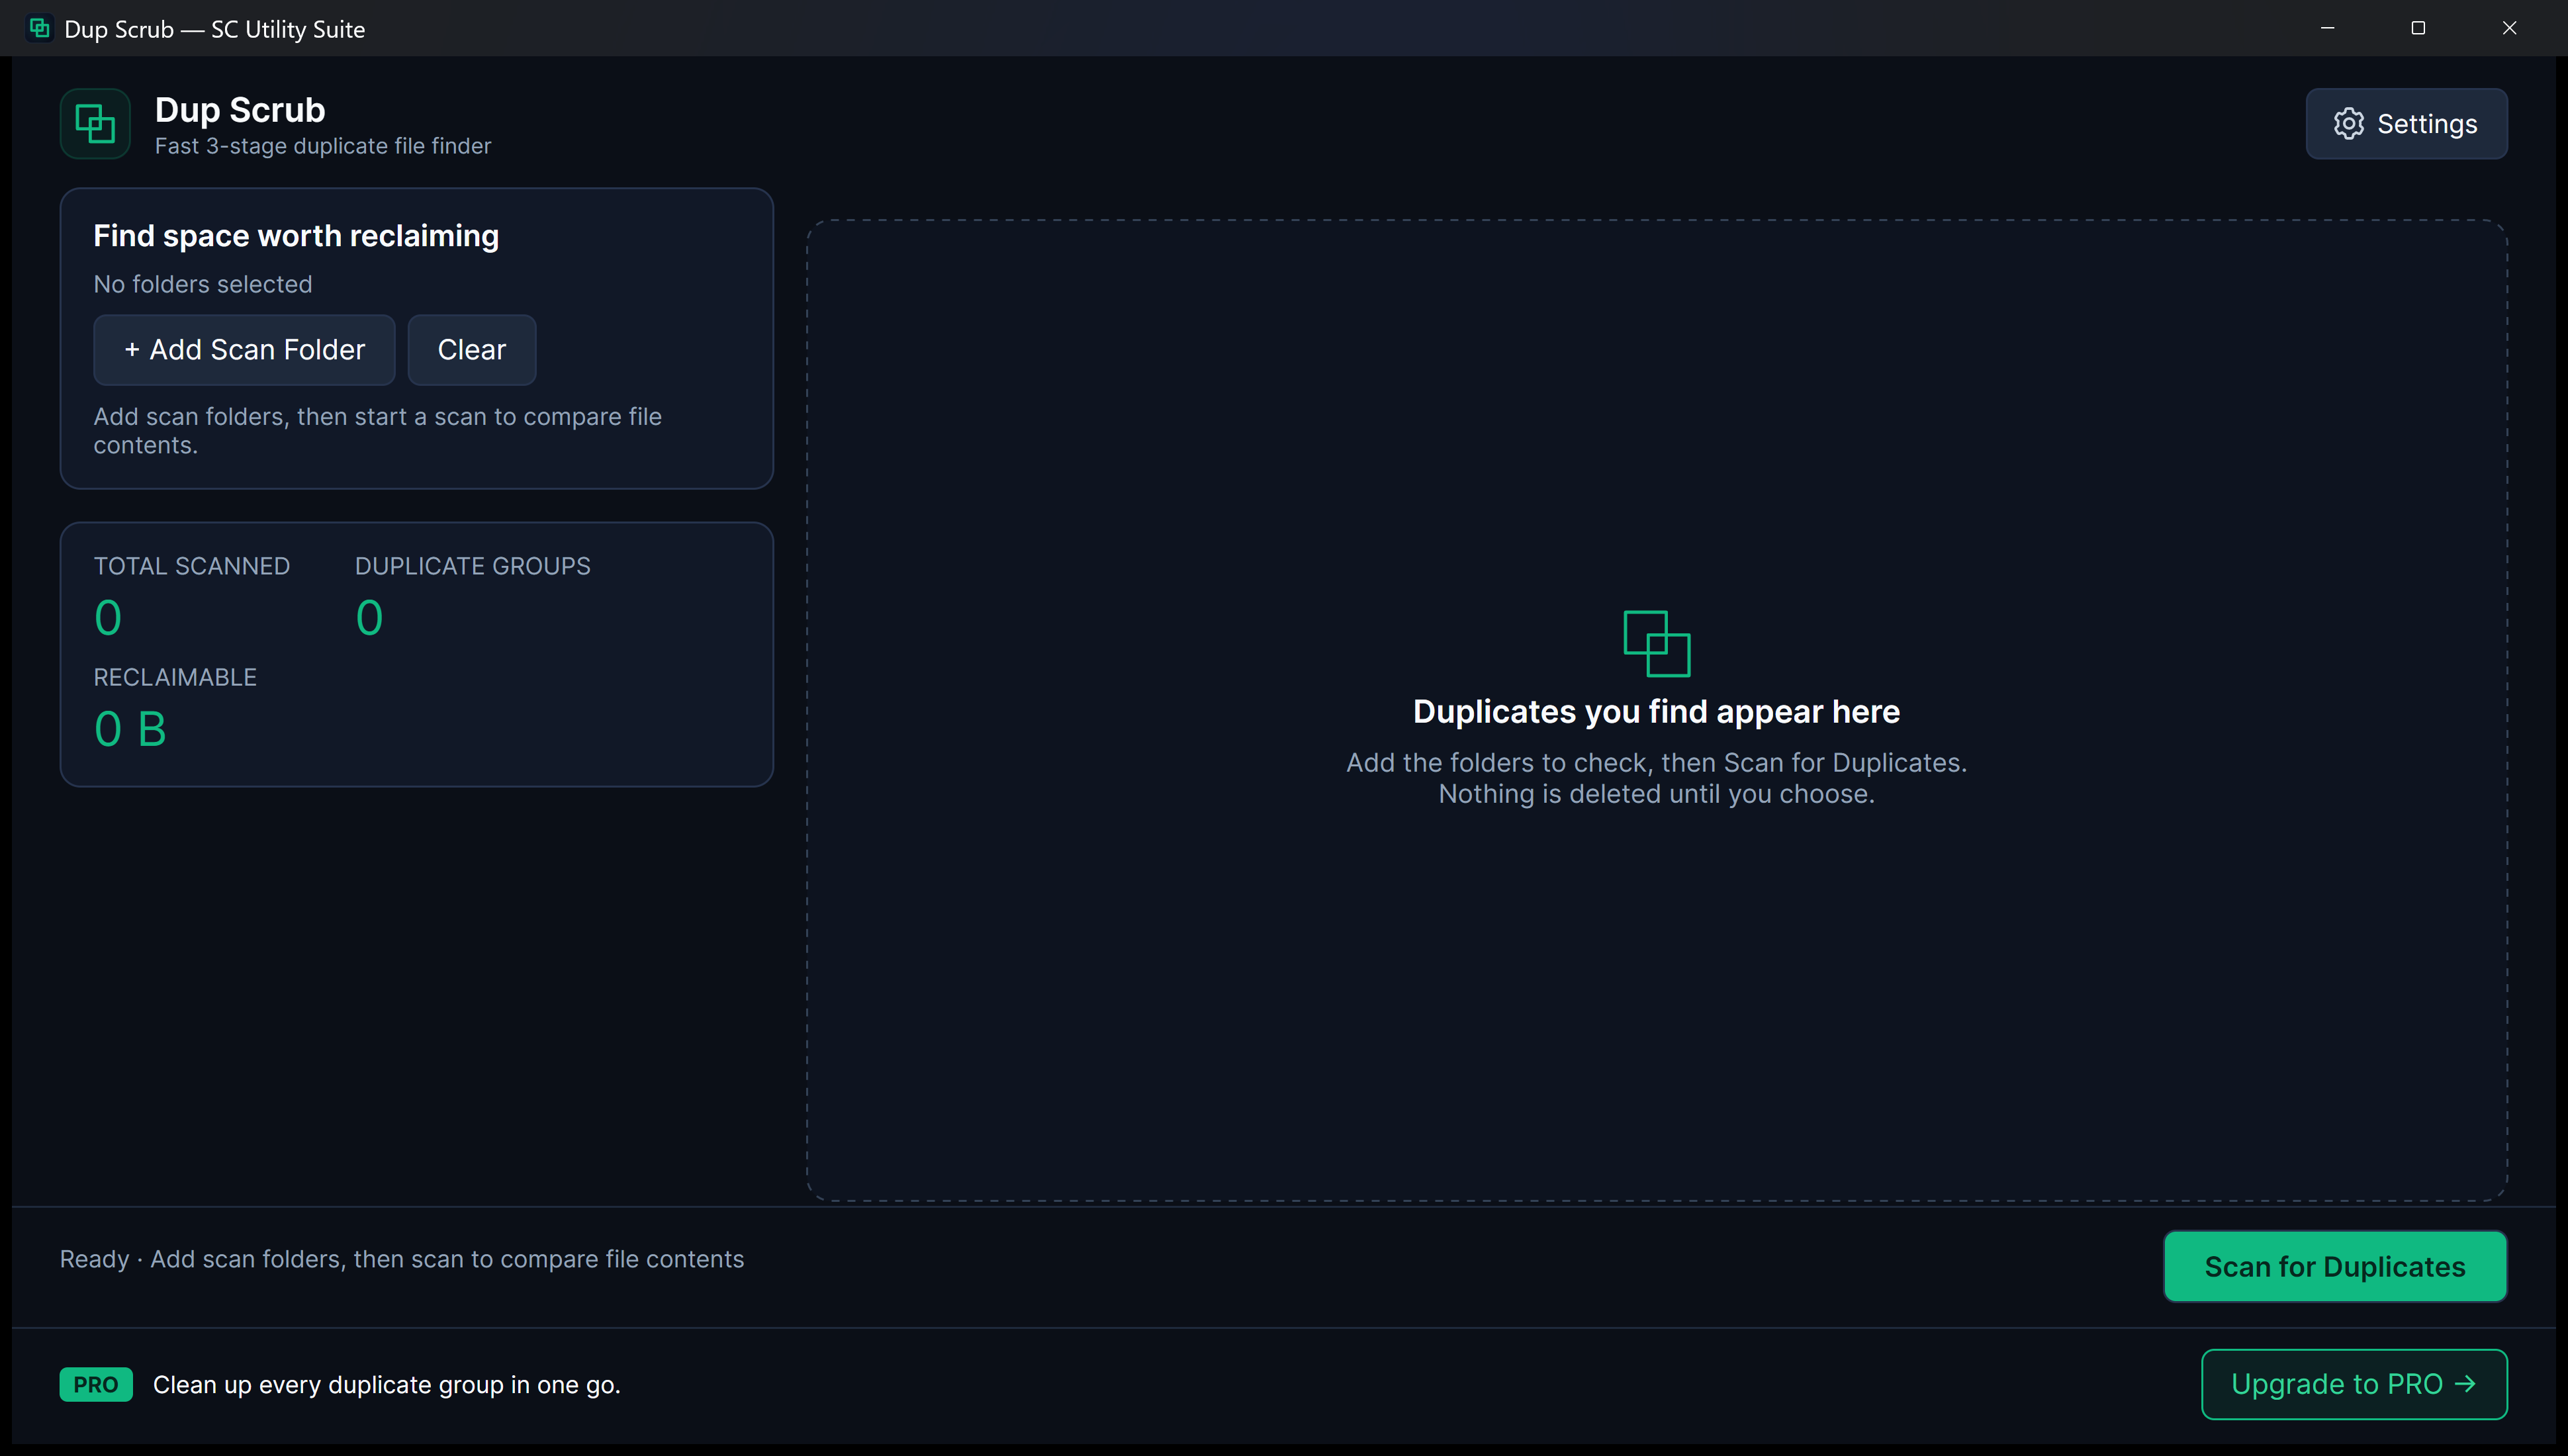 Dup Scrub — SC Utility Suite
Dup Scrub
Fast 3-stage duplicate file finder
Settings
Find space worth reclaiming
No folders selected
+ Add Scan Folder
Clear
Add scan folders, then start a scan to compare file
contents.
TOTAL SCANNED
0
DUPLICATE GROUPS
0
RECLAIMABLE
0 B
Duplicates you find appear here
Add the folders to check, then Scan for Duplicates.
Nothing is deleted until you choose.
Ready · Add scan folders, then scan to compare file contents
Scan for Duplicates
PRO
Clean up every duplicate group in one go.
Upgrade to PRO →